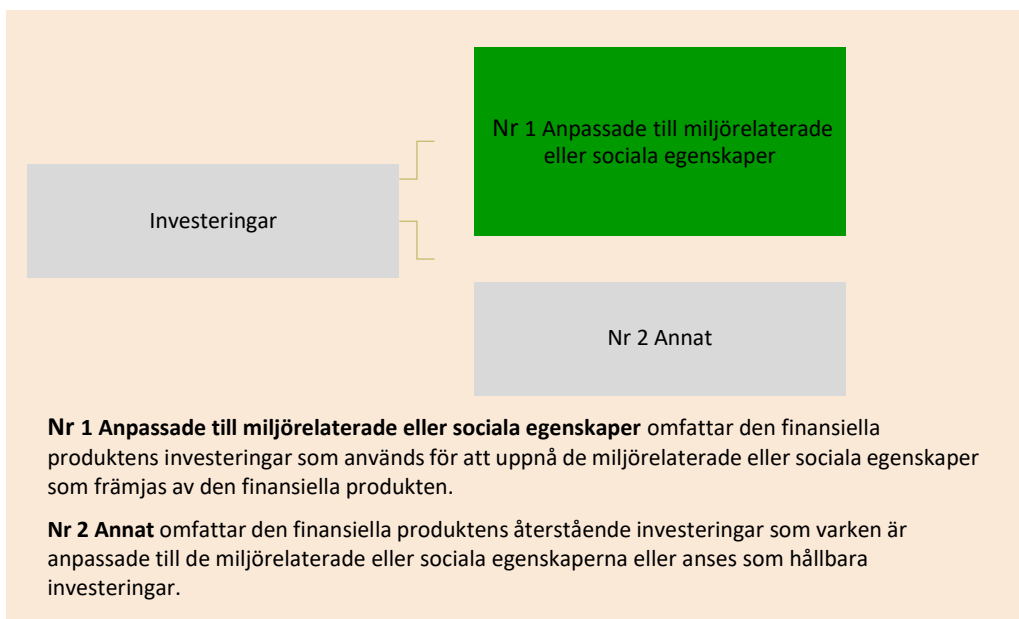 Nr 1 Anpassade till miljörelaterade
eller sociala egenskaper
Investeringar
Nr 2 Annat
Nr 1 Anpassade till miljörelaterade eller sociala egenskaper omfattar den finansiella
produktens investeringar som används för att uppnå de miljörelaterade eller sociala egenskaper
som främjas av den finansiella produkten.
Nr 2 Annat omfattar den finansiella produktens återstående investeringar som varken är
anpassade till de miljörelaterade eller sociala egenskaperna eller anses som hållbara
investeringar.